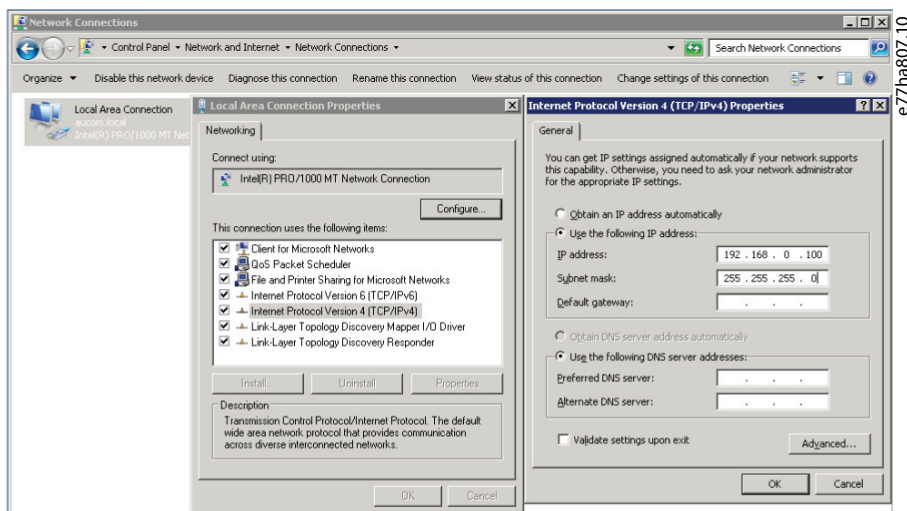 Network Connections
Control Panel Network and Internet Network Connections
Search Network Connections
Organize Disable this network device Diagnose this connection Rename this connection View status of this connection Change settings of this connection
Local Area Connection
aucom.local
Intel(R) PRO/1000 MT Net
Local Area Connection Properties
Networking
Connect using:
Intel(R) PRO/1000 MT Network Connection
Configure...
This connection uses the following items:
Client for Microsoft Networks
QoS Packet Scheduler
File and Printer Sharing for Microsoft Networks
Internet Protocol Version 6 (TCP/IPv6)
Internet Protocol Version 4 (TCP/IPv4)
Link-Layer Topology Discovery Mapper I/O Driver
Link-Layer Topology Discovery Responder
Install... Uninstall Properties
Description
Transmission Control Protocol/Internet Protocol. The default
wide area network protocol that provides communication
across diverse interconnected networks.
OK Cancel
Internet Protocol Version 4 (TCP/IPv4) Properties
General
You can get IP settings assigned automatically if your network supports
this capability. Otherwise, you need to ask your network administrator
for the appropriate IP settings.
Obtain an IP address automatically
Use the following IP address:
IP address: 192 . 168 . 0 . 100
Subnet mask: 255 . 255 . 255 . 0
Default gateway: . . .
Obtain DNS server address automatically
Use the following DNS server addresses:
Preferred DNS server: . . .
Alternate DNS server: . . .
Validate settings upon exit
Advanced...
OK Cancel
e77ha807.10